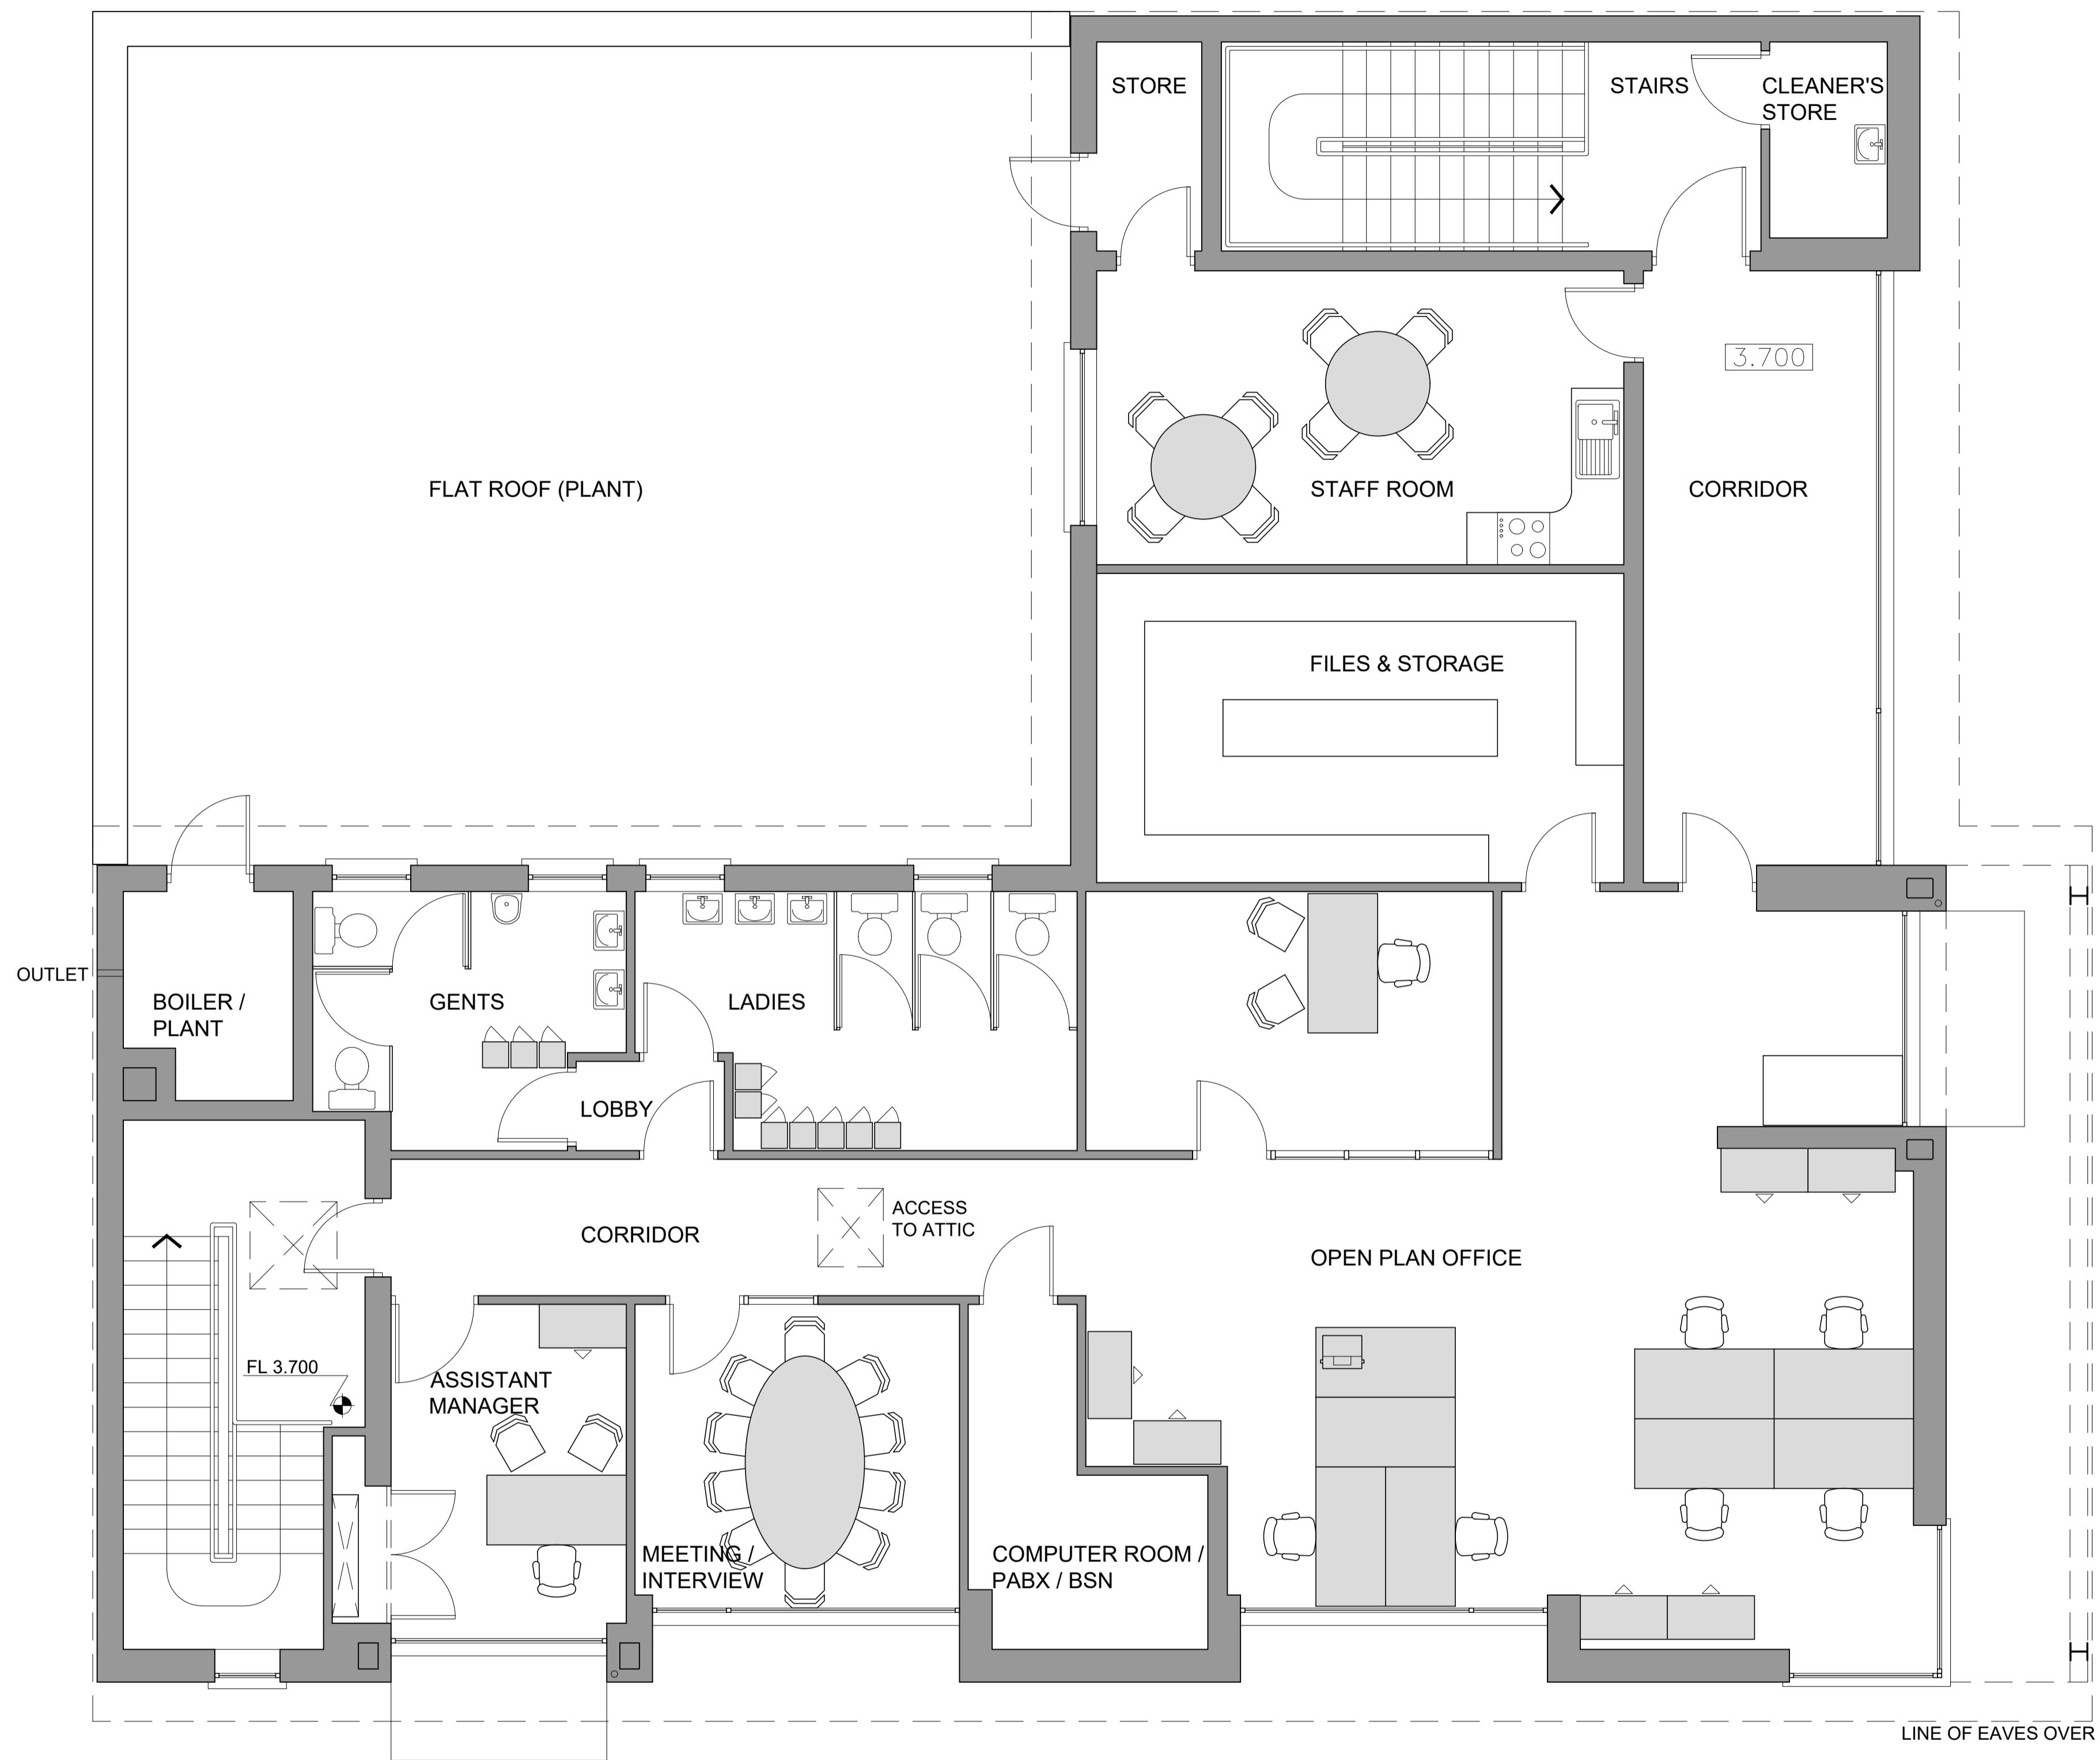 STORE
STAIRS
CLEANER'S
STORE
3.700
FLAT ROOF (PLANT)
STAFF ROOM
CORRIDOR
FILES & STORAGE
OUTLET
BOILER /
PLANT
GENTS
LADIES
LOBBY
CORRIDOR
ACCESS
TO ATTIC
OPEN PLAN OFFICE
FL 3.700
ASSISTANT
MANAGER
MEETING /
INTERVIEW
COMPUTER ROOM /
PABX / BSN
LINE OF EAVES OVER